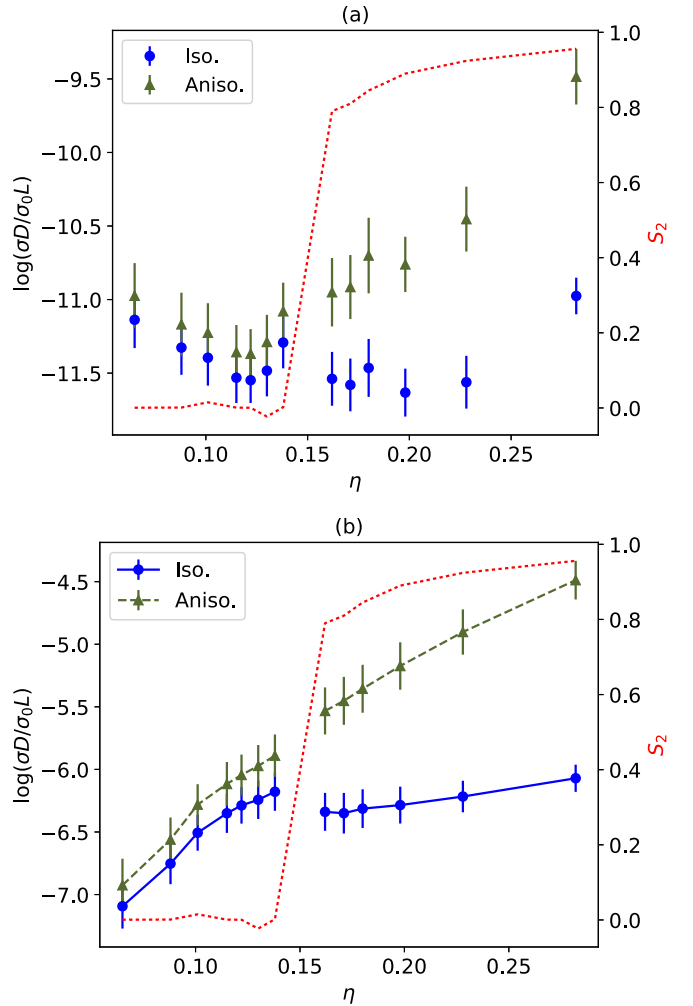 (a)
Iso.
Aniso.
−9.5
−10.0
−10.5
−11.0
−11.5
log(σD/σ₀L)
1.0
0.8
0.6
0.4
0.2
0.0
S₂
0.10
0.15
0.20
0.25
η
(b)
Iso.
Aniso.
−4.5
−5.0
−5.5
−6.0
−6.5
−7.0
log(σD/σ₀L)
1.0
0.8
0.6
0.4
0.2
0.0
S₂
0.10
0.15
0.20
0.25
η